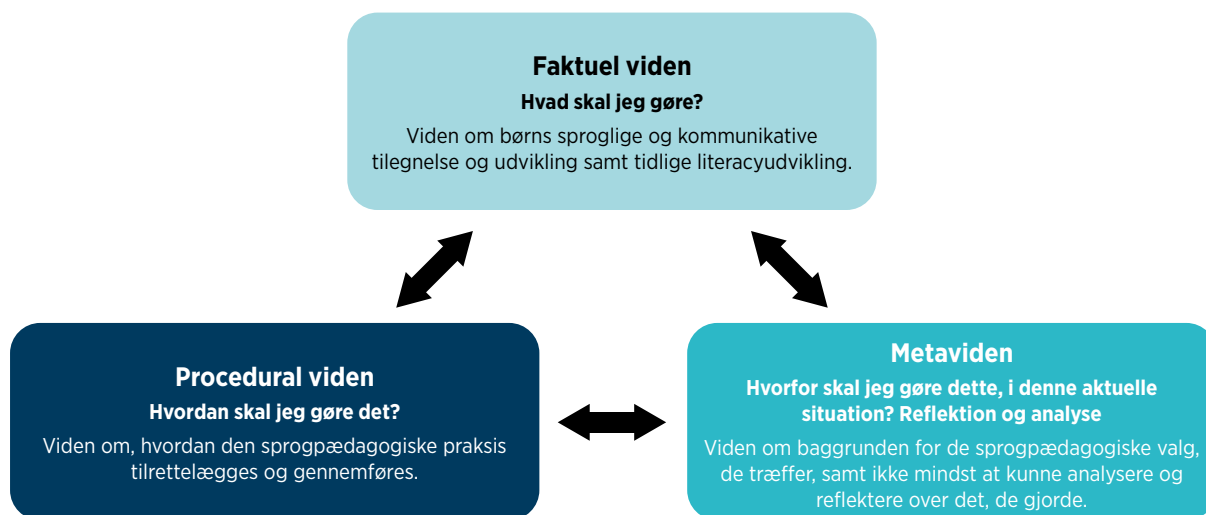 Faktuel viden
Hvad skal jeg gøre?
Viden om børns sproglige og kommunikative
tilegnelse og udvikling samt tidlige literacyudvikling.
Procedural viden
Hvordan skal jeg gøre det?
Viden om, hvordan den sprogpædagogiske praksis
tilrettelægges og gennemføres.
Metaviden
Hvorfor skal jeg gøre dette, i denne aktuelle
situation? Reflektion og analyse
Viden om baggrunden for de sprogpædagogiske valg,
de træffer, samt ikke mindst at kunne analysere og
reflektere over det, de gjorde.